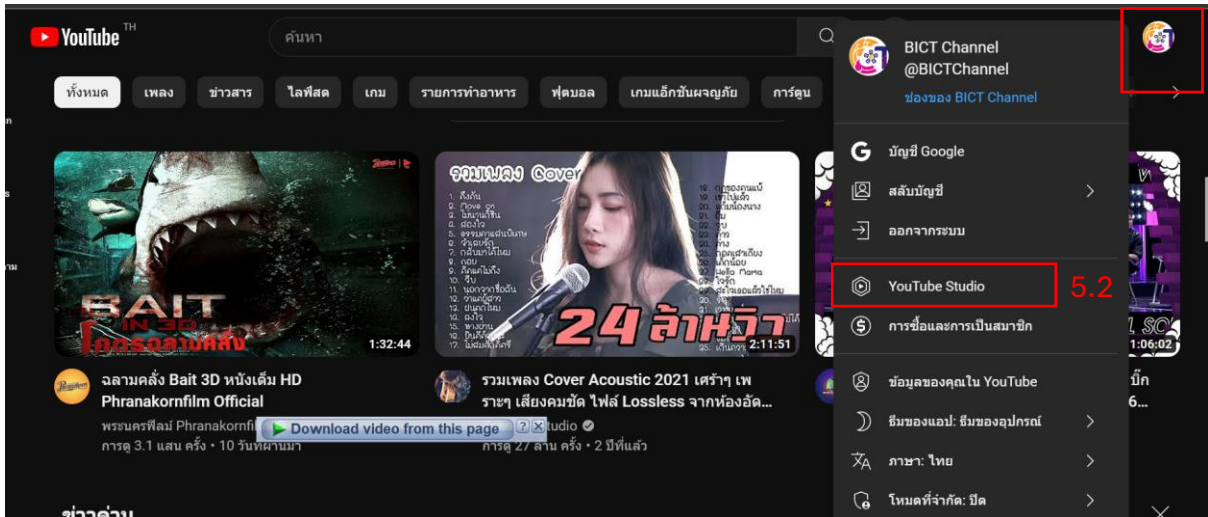 YouTube TH
ค้นหา
BICT Channel
@BICTChannel
ช่องของ BICT Channel
ทั้งหมด
เพลง
ข่าวสาร
ไลฟ์สด
เกม
รายการทำอาหาร
ฟุตบอล
เกมแอ็กชันผจญภัย
การ์ตูน
บัญชี Google
สลับบัญชี
ออกจากระบบ
YouTube Studio
5.2
การซื้อและการเป็นสมาชิก
ข้อมูลของคุณใน YouTube
ธีมของแอป: ธีมของอุปกรณ์
ภาษา: ไทย
โหมดที่จำกัด: ปิด
BAIT
IN 3D
1:32:44
รวมเพลง Cover
2. Move on
24 ล้านวิว
2:11:51
1:06:02
ฉลามคลั่ง Bait 3D หนังเต็ม HD
Phranakornfilm Official
พระนครฟิลม์ Phranakornfi
การดู 3.1 แสน ครั้ง • 10 วันที่ผ่านมา
รวมเพลง Cover Acoustic 2021 เศร้าๆ เพ
ราะๆ เสียงคมชัด ไฟล์ Lossless จากห้องอัด...
tudio
การดู 27 ล้าน ครั้ง • 2 ปีที่แล้ว
Download video from this page
บิ๊ก
6...
ข่าวด่วน